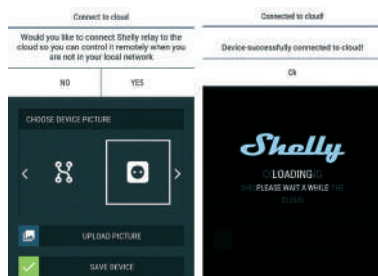 Connect to cloud
Would you like to connect Shelly relay to the
cloud so you can control it remotely when you
are not in your local network
NO
YES
CHOOSE DEVICE PICTURE
UPLOAD PICTURE
SAVE DEVICE
Connected to cloud!
Device successfully connected to cloud!
Ok
Shelly
LOADING
PLEASE WAIT A WHILE
CLOUD